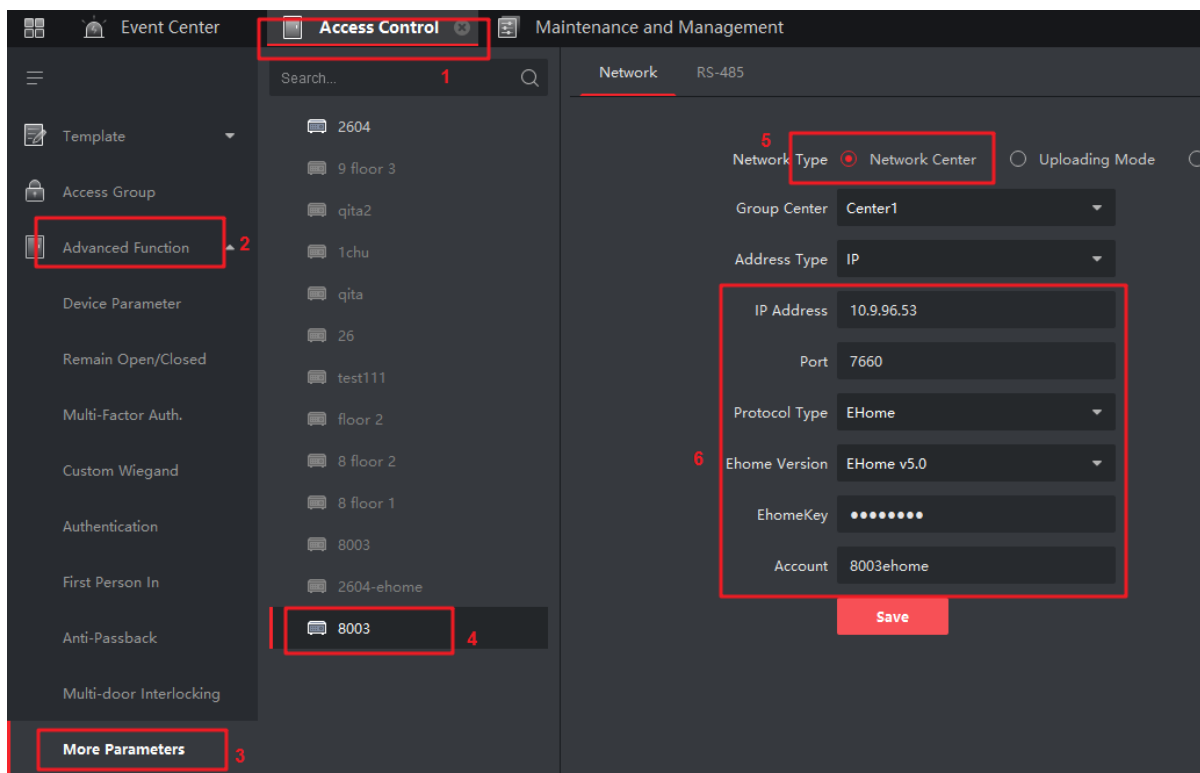 Event Center
Access Control
Maintenance and Management
1
Search...
Template
Access Group
Advanced Function
2
Device Parameter
Remain Open/Closed
Multi-Factor Auth.
Custom Wiegand
Authentication
First Person In
Anti-Passback
Multi-door Interlocking
More Parameters
3
2604
9 floor 3
qita2
1chu
qita
26
test111
floor 2
8 floor 2
8 floor 1
8003
2604-ehome
8003
4
Network
RS-485
5
Network Type Network Center Uploading Mode
Group Center Center1
Address Type IP
IP Address 10.9.96.53
Port 7660
Protocol Type EHome
6
Ehome Version EHome v5.0
EhomeKey ••••••••
Account 8003ehome
Save